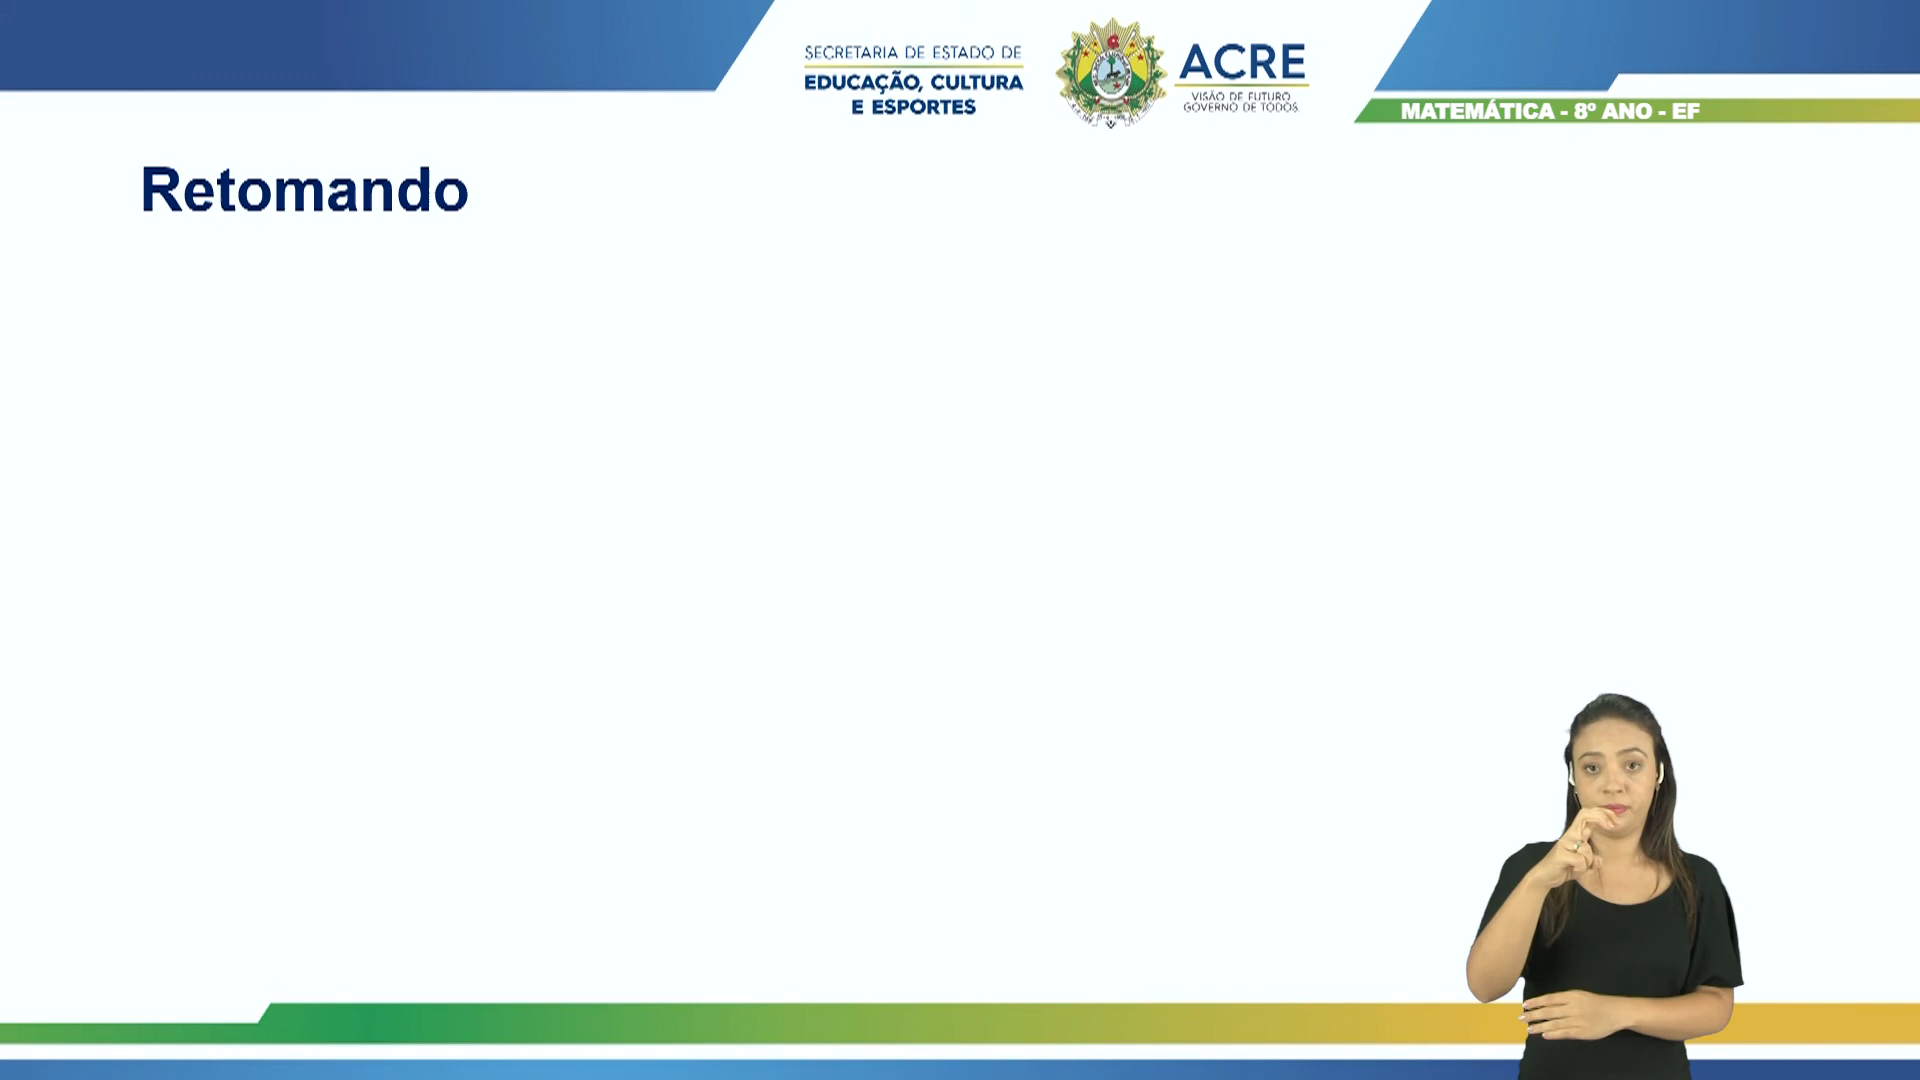 SECRETARIA DE ESTADO DE
EDUCAÇÃO, CULTURA
E ESPORTES
ACRE
VISÃO DE FUTURO
GOVERNO DE TODOS
MATEMÁTICA - 8º ANO - EF
Retomando